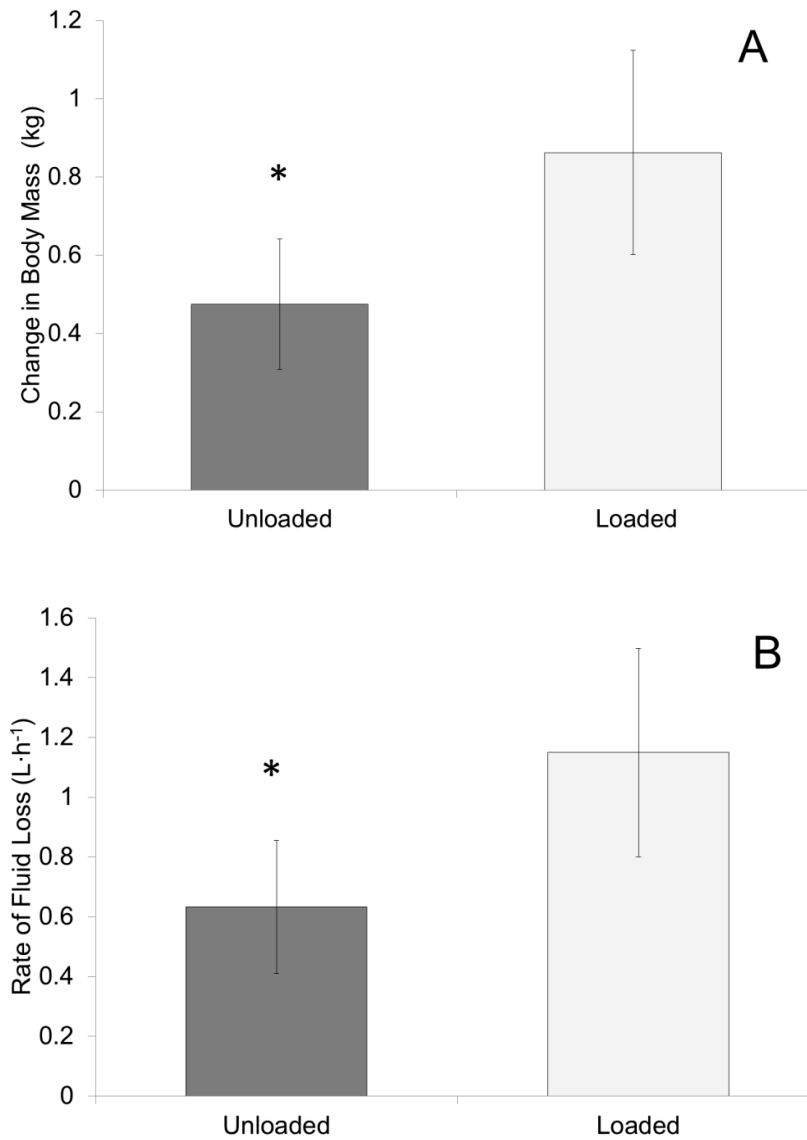 A
Change in Body Mass (kg)
1.2
1
0.8
0.6
0.4
0.2
0
*
Unloaded
Loaded
B
Rate of Fluid Loss (L·h⁻¹)
1.6
1.4
1.2
1
0.8
0.6
0.4
0.2
0
*
Unloaded
Loaded